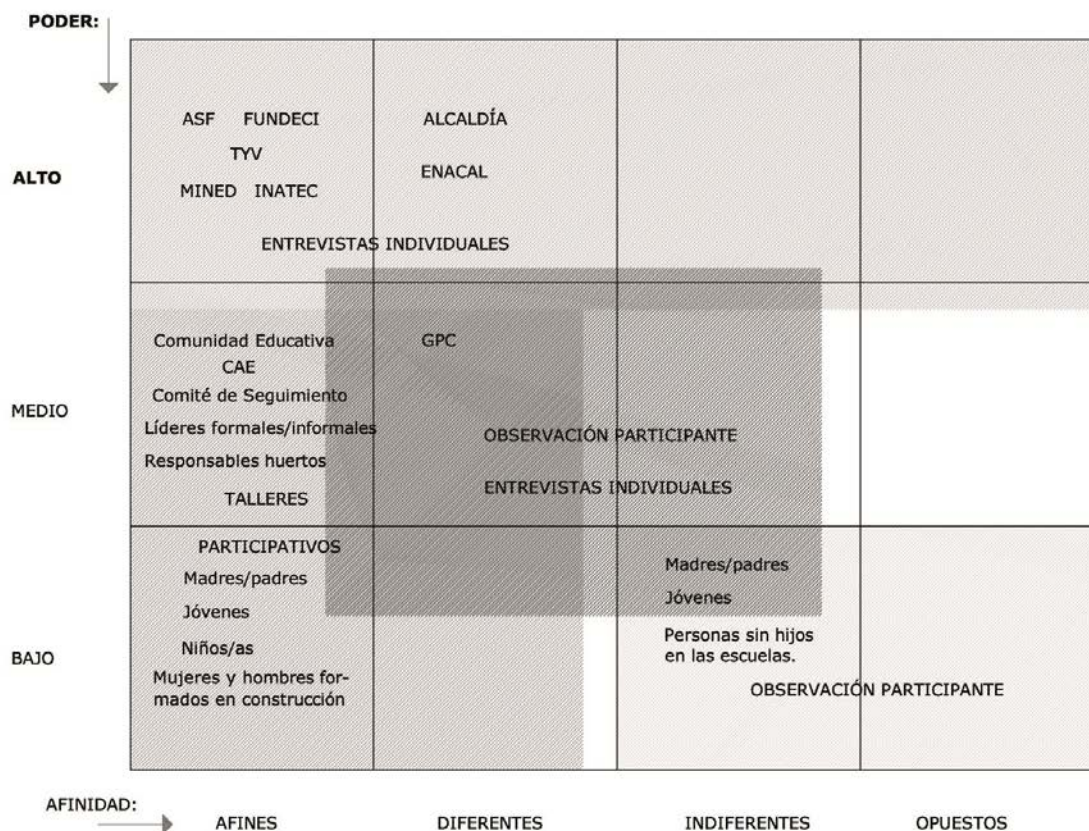 PODER:
ASF FUNDECI
ALCALDÍA
TYV
ENACAL
ALTO
MINED INATEC
ENTREVISTAS INDIVIDUALES
Comunidad Educativa
GPC
CAE
Comité de Seguimiento
MEDIO
Líderes formales/informales
OBSERVACIÓN PARTICIPANTE
Responsables huertos
ENTREVISTAS INDIVIDUALES
TALLERES
PARTICIPATIVOS
Madres/padres
Madres/padres
Jóvenes
Jóvenes
Niños/as
Personas sin hijos
en las escuelas.
BAJO
Mujeres y hombres for-
mados en construcción
OBSERVACIÓN PARTICIPANTE
AFINIDAD:
AFINES DIFERENTES INDIFERENTES OPUESTOS